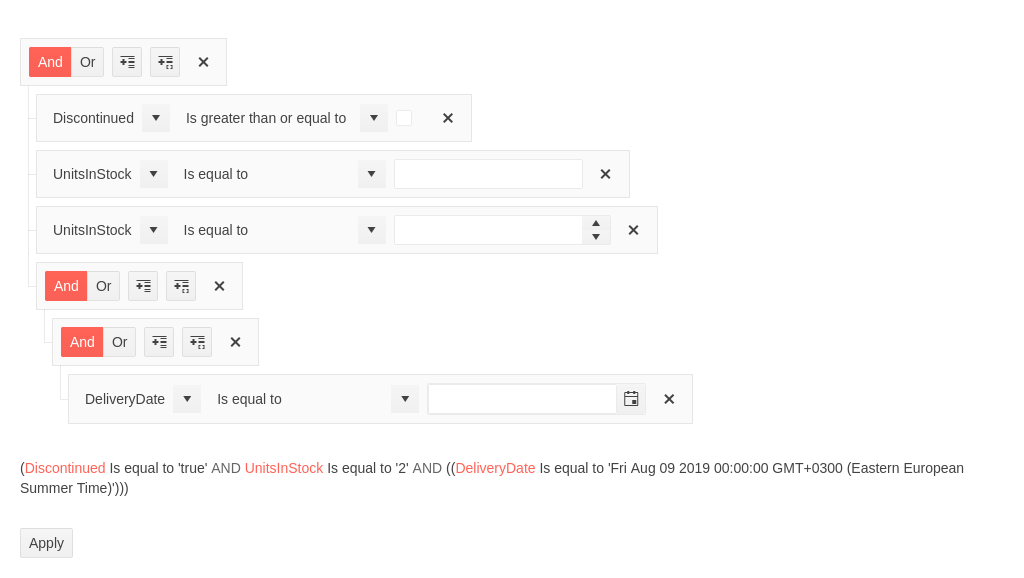 And Or
Discontinued Is greater than or equal to
UnitsInStock Is equal to
UnitsInStock Is equal to
And Or
And Or
DeliveryDate Is equal to
(Discontinued Is equal to 'true' AND UnitsInStock Is equal to '2' AND ((DeliveryDate Is equal to 'Fri Aug 09 2019 00:00:00 GMT+0300 (Eastern European
Summer Time)')))
Apply